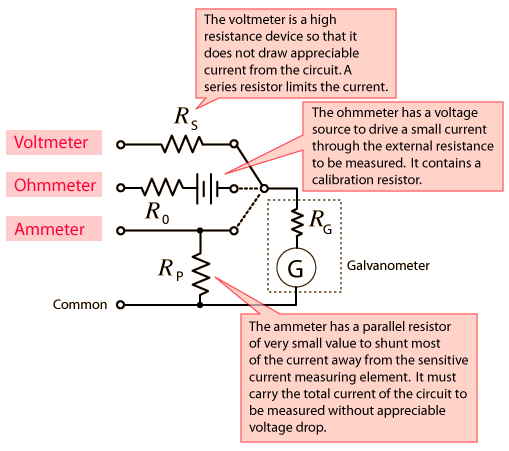 The voltmeter is a high
resistance device so that it
does not draw appreciable
current from the circuit. A
series resistor limits the current.
The ohmmeter has a voltage
source to drive a small current
through the external resistance
to be measured. It contains a
calibration resistor.
Voltmeter
R S
Ohmmeter
R 0
Ammeter
R P
R G
G
Galvanometer
Common
The ammeter has a parallel resistor
of very small value to shunt most
of the current away from the sensitive
current measuring element. It must
carry the total current of the circuit to
be measured without appreciable
voltage drop.